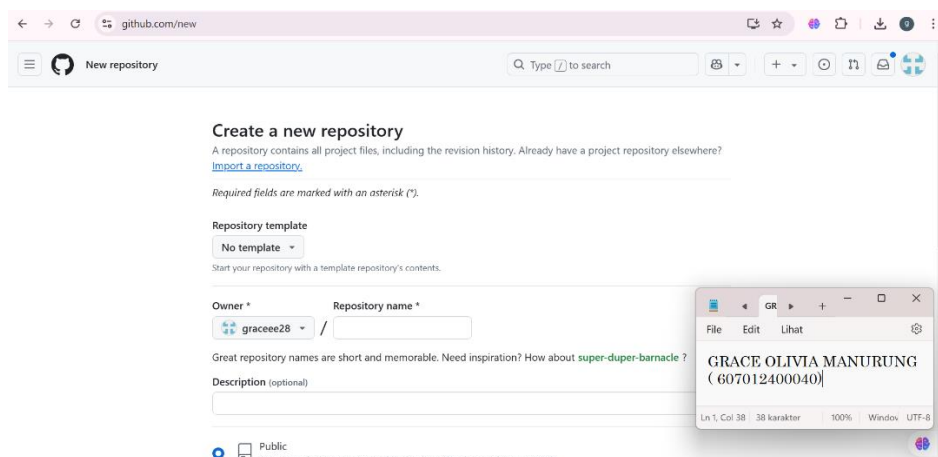 github.com/new
g
New repository
Type / to search
Create a new repository
A repository contains all project files, including the revision history. Already have a project repository elsewhere?
Import a repository.
Required fields are marked with an asterisk (*).
Repository template
No template
Start your repository with a template repository's contents.
Owner * Repository name *
graceee28 /
Great repository names are short and memorable. Need inspiration? How about super-duper-barnacle ?
Description (optional)
Public
GR
File Edit Lihat
GRACE OLIVIA MANURUNG
( 607012400040)
Ln 1, Col 38 38 karakter 100% Window UTF-8